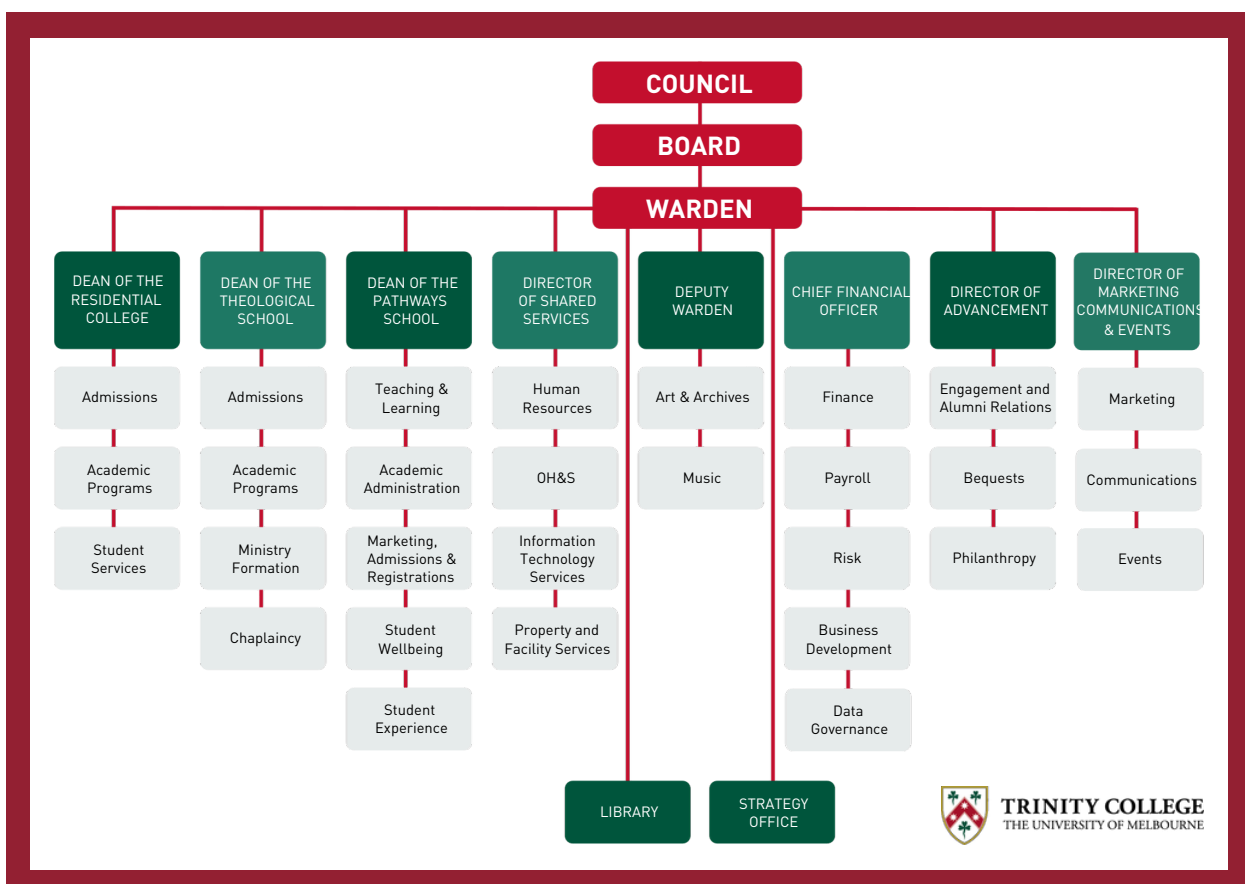 COUNCIL
BOARD
WARDEN
DEAN OF THE
RESIDENTIAL
COLLEGE
Admissions
Academic
Programs
Student
Services
DEAN OF THE
THEOLOGICAL
SCHOOL
Admissions
Academic
Programs
Ministry
Formation
Chaplaincy
DEAN OF THE
PATHWAYS
SCHOOL
Teaching &
Learning
Academic
Administration
Marketing,
Admissions &
Registrations
Student
Wellbeing
Student
Experience
DIRECTOR
OF SHARED
SERVICES
Human
Resources
OH&S
Information
Technology
Services
Property and
Facility Services
DEPUTY
WARDEN
Art & Archives
Music
CHIEF FINANCIAL
OFFICER
Finance
Payroll
Risk
Business
Development
Data
Governance
DIRECTOR OF
ADVANCEMENT
Engagement and
Alumni Relations
Bequests
Philanthropy
DIRECTOR OF
MARKETING
COMMUNICATIONS
& EVENTS
Marketing
Communications
Events
LIBRARY
STRATEGY
OFFICE
TRINITY COLLEGE
THE UNIVERSITY OF MELBOURNE